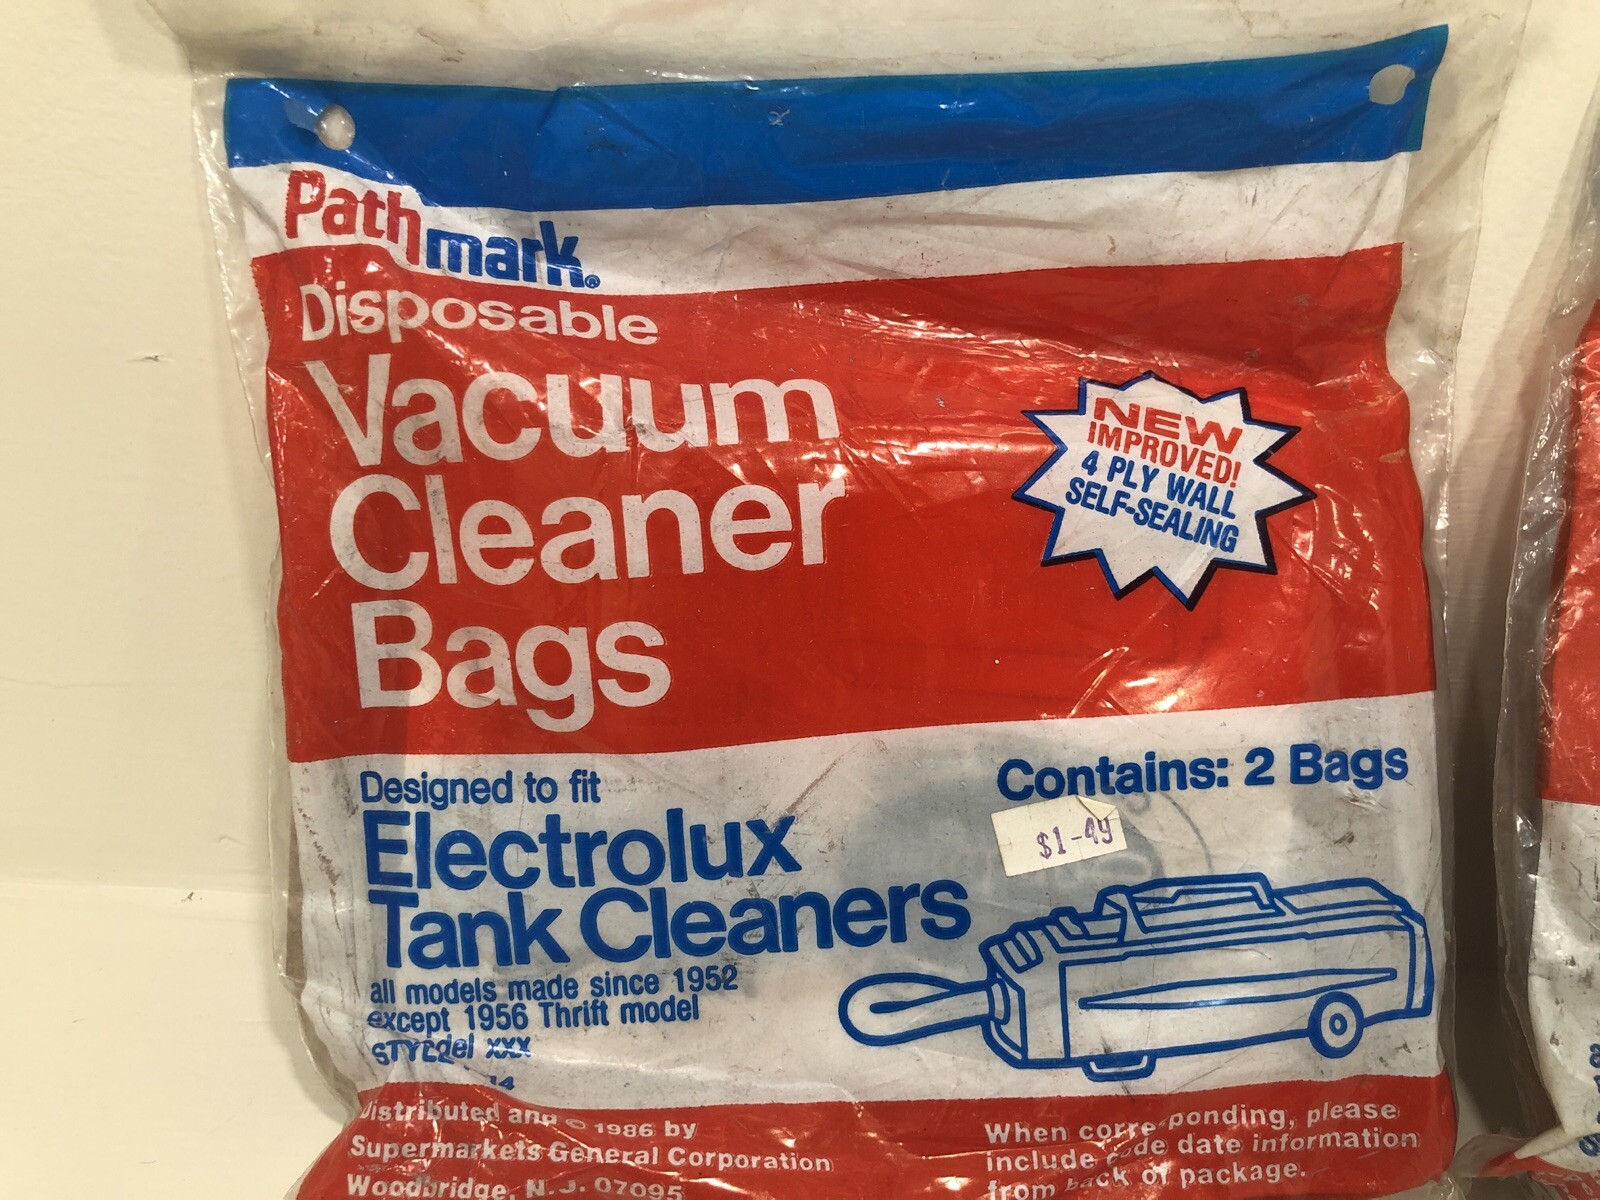 Pathmark®
Disposable
Vacuum
Cleaner
Bags
NEW
IMPROVED!
4 PLY WALL
SELF-SEALING
Designed to fit
Electrolux
Tank Cleaners
all models made since 1952
except 1956 Thrift model
Contains: 2 Bags
$1-49
Distributed and © 1986 by
Supermarkets General Corporation
Woodbridge, N.J. 07095
When corresponding, please
include code date information
from back of package.